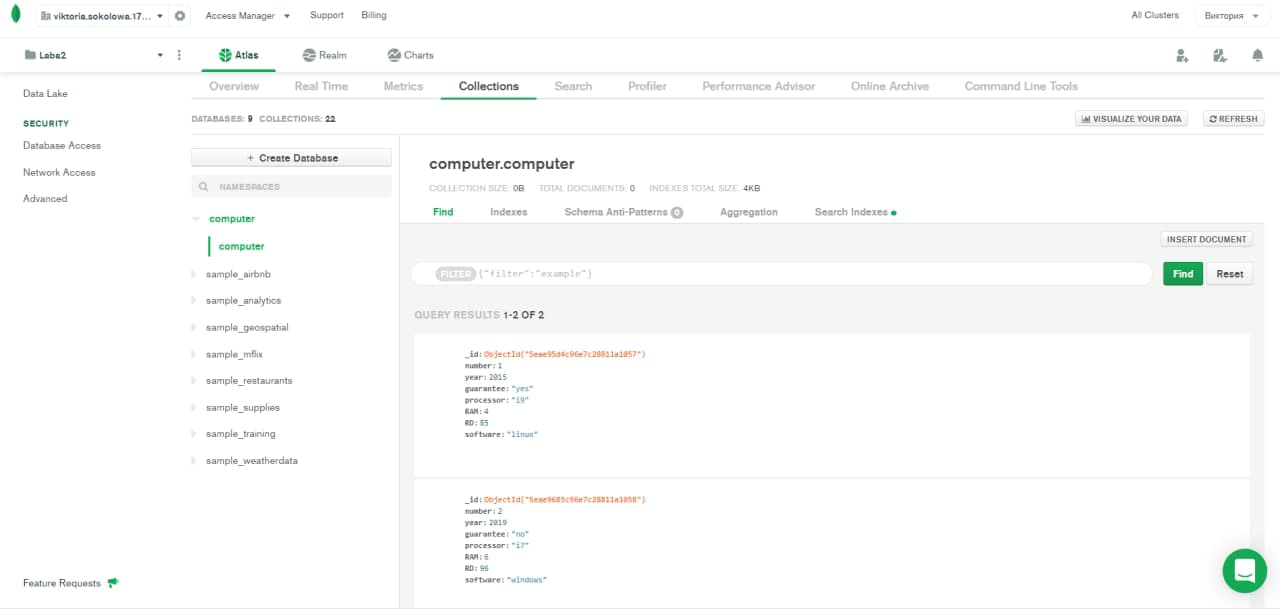 viktoria.sokolowa.17... Access Manager Support Billing All Clusters Виктория
Laba2 Atlas Realm Charts
Data Lake
SECURITY
Database Access
Network Access
Advanced
Feature Requests
Overview Real Time Metrics Collections Search Profiler Performance Advisor Online Archive Command Line Tools
DATABASES: 9 COLLECTIONS: 22 VISUALIZE YOUR DATA REFRESH
+ Create Database
NAMESPACES
computer
computer
sample_airbnb
sample_analytics
sample_geospatial
sample_mflix
sample_restaurants
sample_supplies
sample_training
sample_weatherdata
computer.computer
COLLECTION SIZE: 0B TOTAL DOCUMENTS: 0 INDEXES TOTAL SIZE: 4KB
Find Indexes Schema Anti-Patterns 0 Aggregation Search Indexes
INSERT DOCUMENT
FILTER {"filter":"example"} Find Reset
QUERY RESULTS 1-2 OF 2
_id:ObjectId("5eae95d4c96e7c28811a1057")
number:1
year:2015
guarantee:"yes"
processor:"i9"
RAM:4
RD:85
software:"linux"
_id:ObjectId("5eae9685c96e7c28811a1058")
number:2
year:2019
guarantee:"no"
processor:"i7"
RAM:6
RD:96
software:"windows"